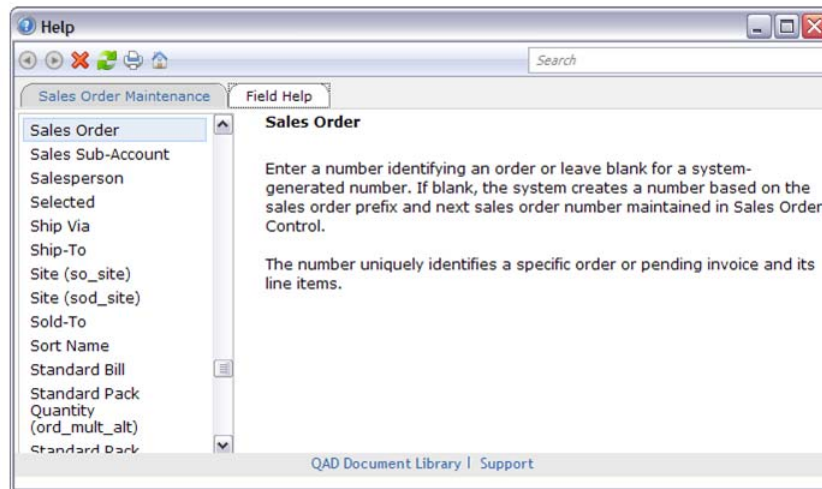 Help
Search
Sales Order Maintenance
Field Help
Sales Order
Sales Sub-Account
Salesperson
Selected
Ship Via
Ship-To
Site (so_site)
Site (sod_site)
Sold-To
Sort Name
Standard Bill
Standard Pack
Quantity
(ord_mult_alt)
Standard Pack
Sales Order
Enter a number identifying an order or leave blank for a system-
generated number. If blank, the system creates a number based on the
sales order prefix and next sales order number maintained in Sales Order
Control.
The number uniquely identifies a specific order or pending invoice and its
line items.
QAD Document Library | Support